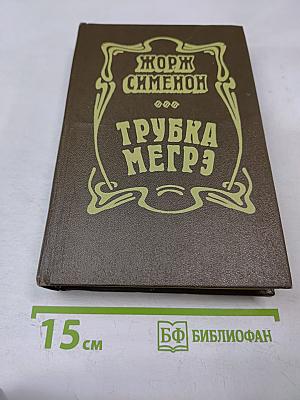 ЖОРЖ
СИМЕНОН
ТРУБКА
МЕГРЭ
15 см
БФ БИБЛИОФАН